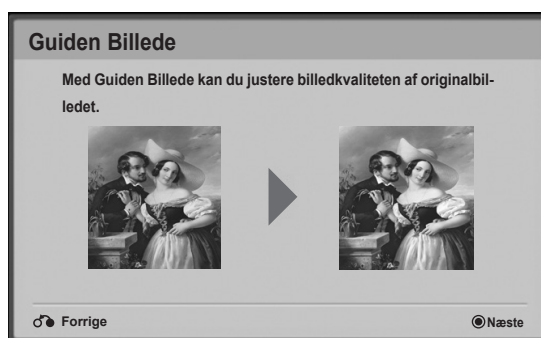 Guiden Billede
Med Guiden Billede kan du justere billedkvaliteten af originalbil-
ledet.
Forrige
Næste